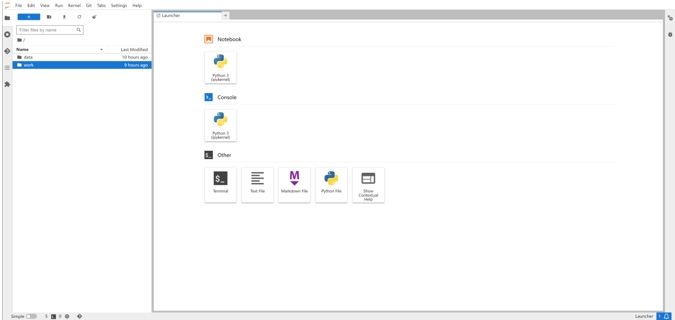 File Edit View Run Kernel Git Tabs Settings Help
+
Launcher +
Filter files by name
/
Name Last Modified
data 10 hours ago
work 9 hours ago
Notebook
Python 3
(ipykernel)
Console
Python 3
(ipykernel)
Other
Terminal
Text File
Markdown File
Python File
Show
Contextual
Help
Simple
Launcher 1